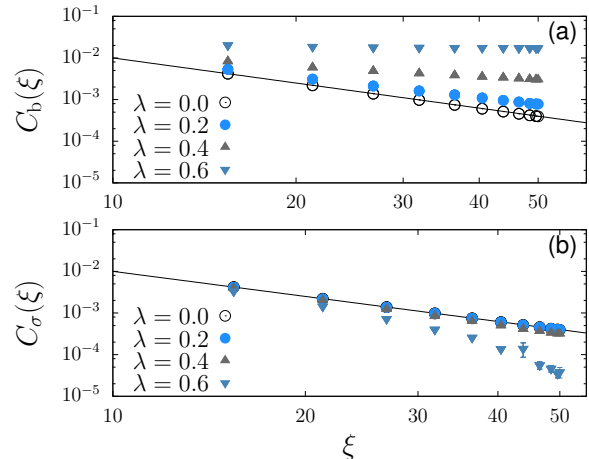 10⁻¹
(a)
10⁻²
C_b(ξ)
10⁻³
λ = 0.0
λ = 0.2
10⁻⁴
λ = 0.4
λ = 0.6
10⁻⁵
10 20 30 40 50
10⁻¹
(b)
10⁻²
C_σ(ξ)
10⁻³
λ = 0.0
λ = 0.2
10⁻⁴
λ = 0.4
λ = 0.6
10⁻⁵
10 20 30 40 50
ξ